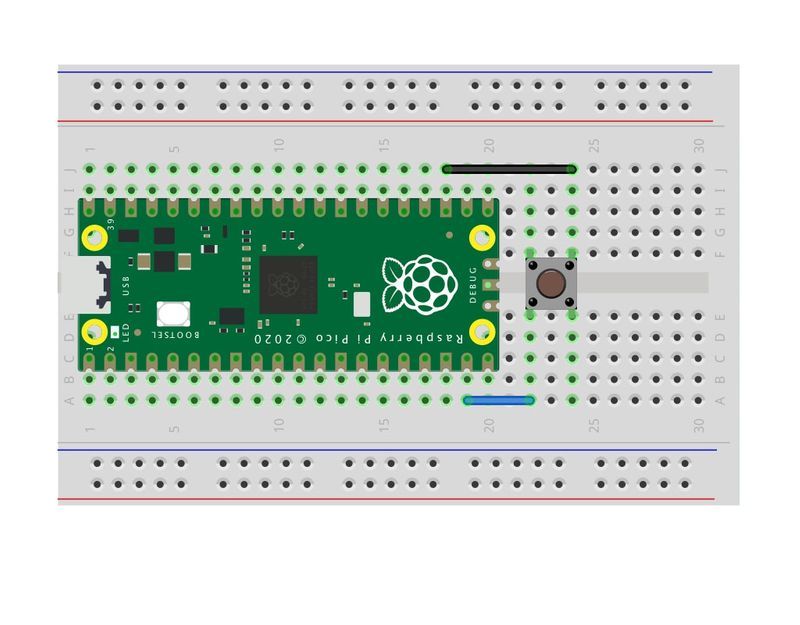 1 5 10 15 20 25 30
J J
I I
H H
G G
F F
39
USB
DEBUG
LED
BOOTSEL
Raspberry Pi Pico © 2020
1 2
E E
D D
C C
B B
A A
1 5 10 15 20 25 30